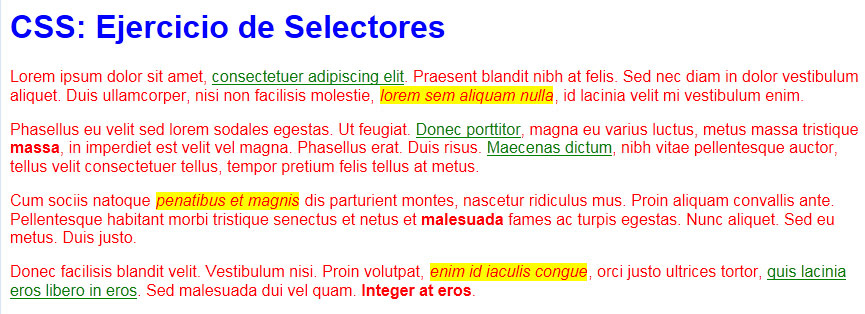 CSS: Ejercicio de Selectores
Lorem ipsum dolor sit amet, consectetuer adipiscing elit. Praesent blandit nibh at felis. Sed nec diam in dolor vestibulum
aliquet. Duis ullamcorper, nisi non facilisis molestie, lorem sem aliquam nulla, id lacinia velit mi vestibulum enim.
Phasellus eu velit sed lorem sodales egestas. Ut feugiat. Donec porttitor, magna eu varius luctus, metus massa tristique
massa, in imperdiet est velit vel magna. Phasellus erat. Duis risus. Maecenas dictum, nibh vitae pellentesque auctor,
tellus velit consectetuer tellus, tempor pretium felis tellus at metus.
Cum sociis natoque penatibus et magnis dis parturient montes, nascetur ridiculus mus. Proin aliquam convallis ante.
Pellentesque habitant morbi tristique senectus et netus et malesuada fames ac turpis egestas. Nunc aliquet. Sed eu
metus. Duis justo.
Donec facilisis blandit velit. Vestibulum nisi. Proin volutpat, enim id iaculis congue, orci justo ultrices tortor, quis lacinia
eros libero in eros. Sed malesuada dui vel quam. Integer at eros.